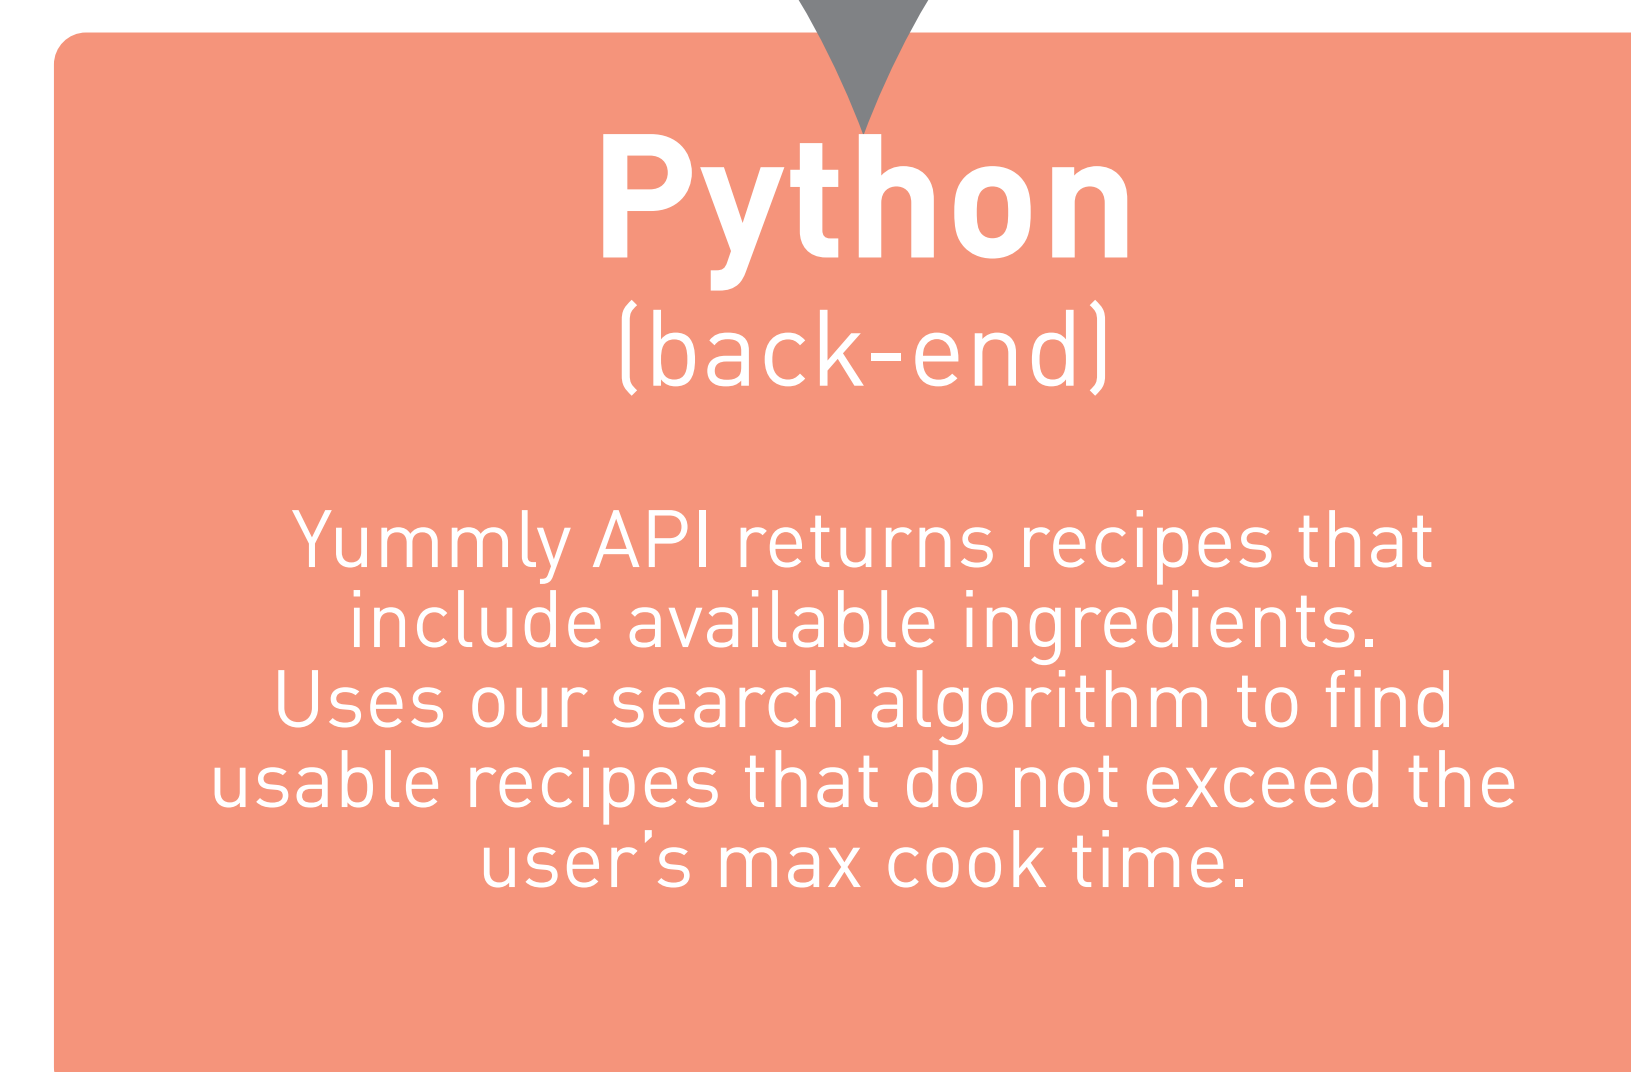 Python
(back-end)
Yummly API returns recipes that
include available ingredients.
Uses our search algorithm to find
usable recipes that do not exceed the
user’s max cook time.